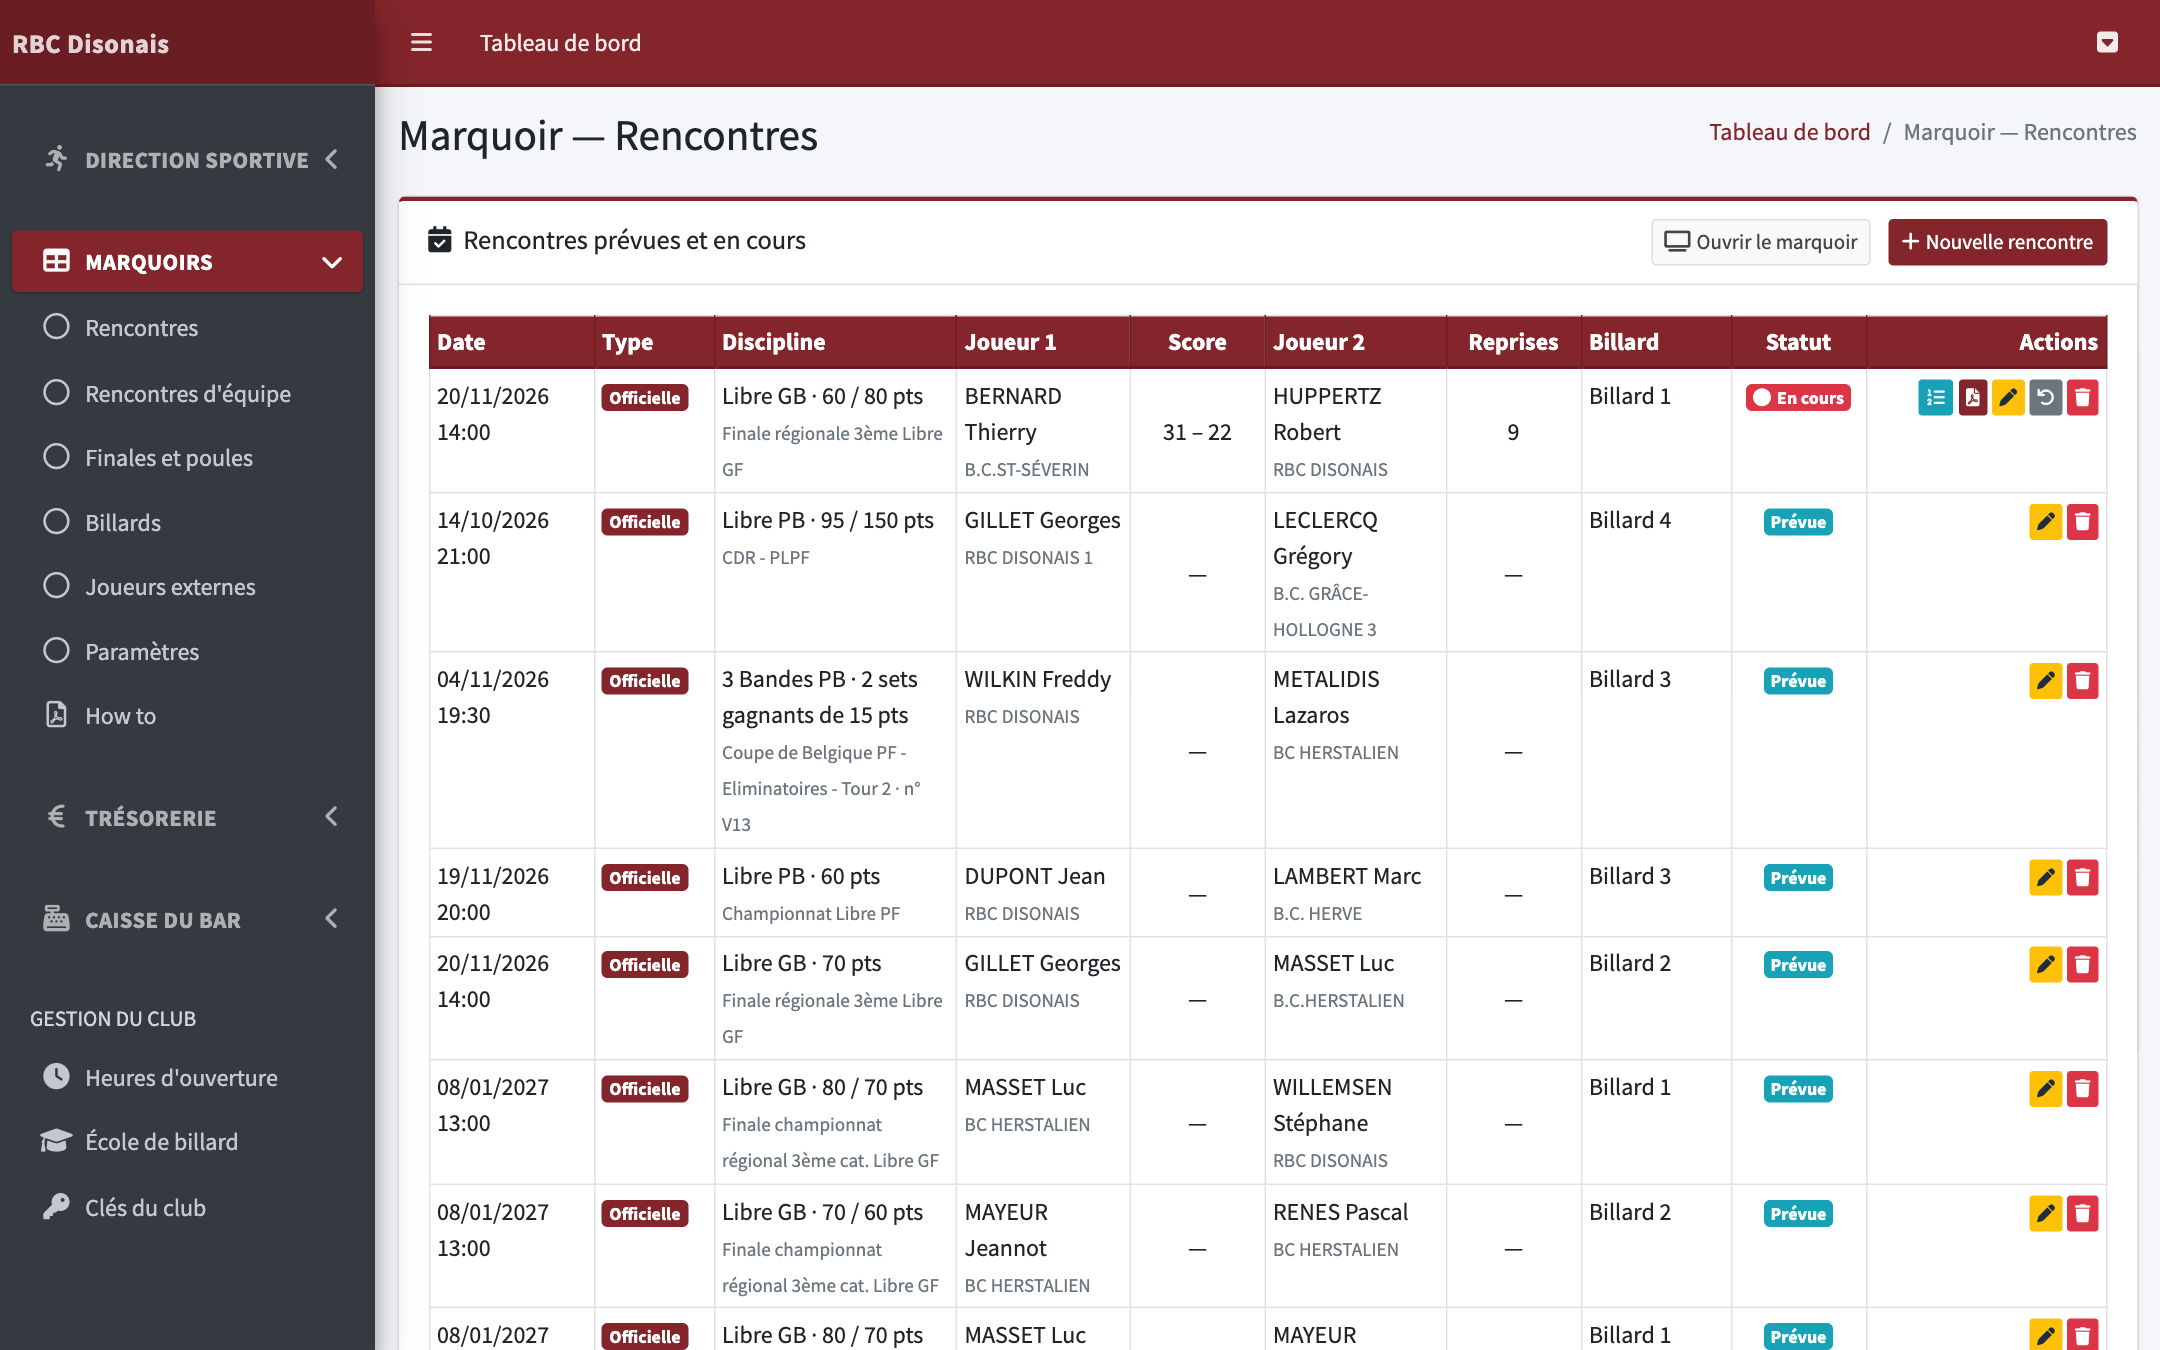 RBC Disonais
Tableau de bord
DIRECTION SPORTIVE
MARQUOIRS
Rencontres
Rencontres d'équipe
Finales et poules
Billards
Joueurs externes
Paramètres
How to
TRÉSORERIE
CAISSE DU BAR
GESTION DU CLUB
Heures d'ouverture
École de billard
Clés du club
Marquoir — Rencontres
Tableau de bord / Marquoir — Rencontres
Rencontres prévues et en cours
Ouvrir le marquoir
+ Nouvelle rencontre
Date Type Discipline Joueur 1 Score Joueur 2 Reprises Billard Statut Actions
20/11/2026 Officielle Libre GB · 60 / 80 pts BERNARD HUPPERTZ Billard 1 En cours
14:00 Finale régionale 3ème Libre Thierry 31 – 22 Robert 9
GF B.C.ST-SÉVERIN RBC DISONAIS
14/10/2026 Officielle Libre PB · 95 / 150 pts GILLET Georges LECLERCQ Billard 4 Prévue
21:00 CDR - PLPF RBC DISONAIS 1 Grégory
— B.C. GRÂCE- —
HOLLOGNE 3
04/11/2026 Officielle 3 Bandes PB · 2 sets WILKIN Freddy METALIDIS Billard 3 Prévue
19:30 gagnants de 15 pts RBC DISONAIS Lazaros
Coupe de Belgique PF - — BC HERSTALIEN —
Eliminatoires - Tour 2 · n°
V13
19/11/2026 Officielle Libre PB · 60 pts DUPONT Jean — LAMBERT Marc — Billard 3 Prévue
20:00 Championnat Libre PF RBC DISONAIS B.C. HERVE
20/11/2026 Officielle Libre GB · 70 pts GILLET Georges MASSET Luc Billard 2 Prévue
14:00 Finale régionale 3ème Libre RBC DISONAIS — B.C.HERSTALIEN —
GF
08/01/2027 Officielle Libre GB · 80 / 70 pts MASSET Luc WILLEMSEN Billard 1 Prévue
13:00 Finale championnat BC HERSTALIEN — Stéphane —
régional 3ème cat. Libre GF RBC DISONAIS
08/01/2027 Officielle Libre GB · 70 / 60 pts MAYEUR RENES Pascal Billard 2 Prévue
13:00 Finale championnat Jeannot — BC HERSTALIEN —
régional 3ème cat. Libre GF BC HERSTALIEN
08/01/2027 Officielle Libre GB · 80 / 70 pts MASSET Luc MAYEUR Billard 1 Prévue